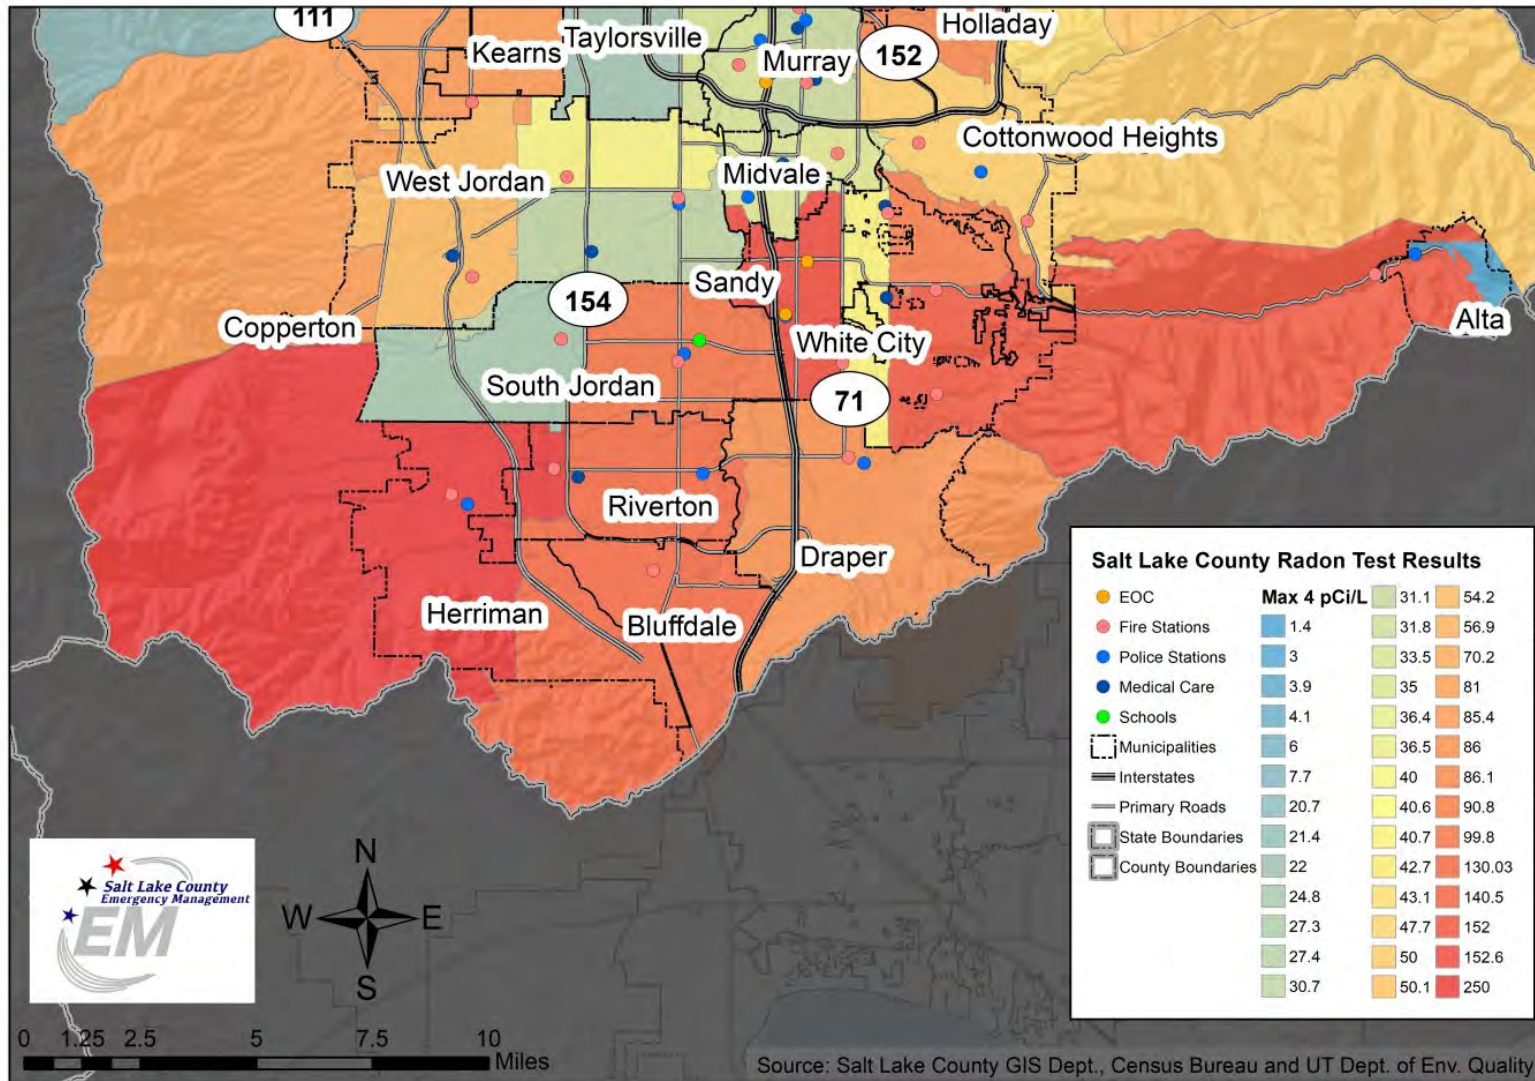 111
Kearns
Taylorsville
Murray
152
Holladay
Cottonwood Heights
West Jordan
Midvale
Sandy
154
Copperton
White City
Alta
South Jordan
71
Riverton
Draper
Herriman
Bluffdale
Salt Lake County Radon Test Results
EOC
Fire Stations
Police Stations
Medical Care
Schools
Municipalities
Interstates
Primary Roads
State Boundaries
County Boundaries
Max 4 pCi/L
1.4
3
3.9
4.1
6
7.7
20.7
21.4
22
24.8
27.3
27.4
30.7
31.1
31.8
33.5
35
36.4
36.5
40
40.6
40.7
42.7
43.1
47.7
50
50.1
54.2
56.9
70.2
81
85.4
86
86.1
90.8
99.8
130.03
140.5
152
152.6
250
Salt Lake County
Emergency Management
EM
N
W E
S
0 1.25 2.5 5 7.5 10
Miles
Source: Salt Lake County GIS Dept., Census Bureau and UT Dept. of Env. Quality